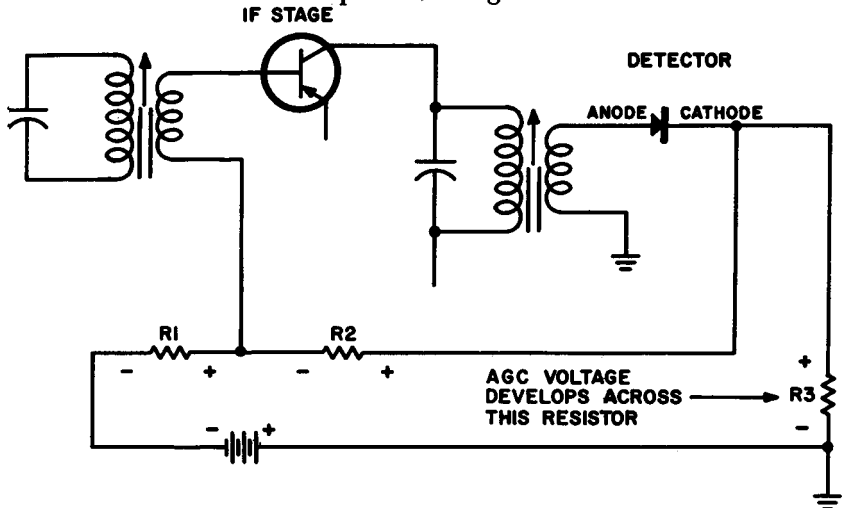 IF STAGE
DETECTOR
ANODE
CATHODE
R1
R2
- + - +
AGC VOLTAGE
DEVELOPS ACROSS
THIS RESISTOR
+
R3
-
- +